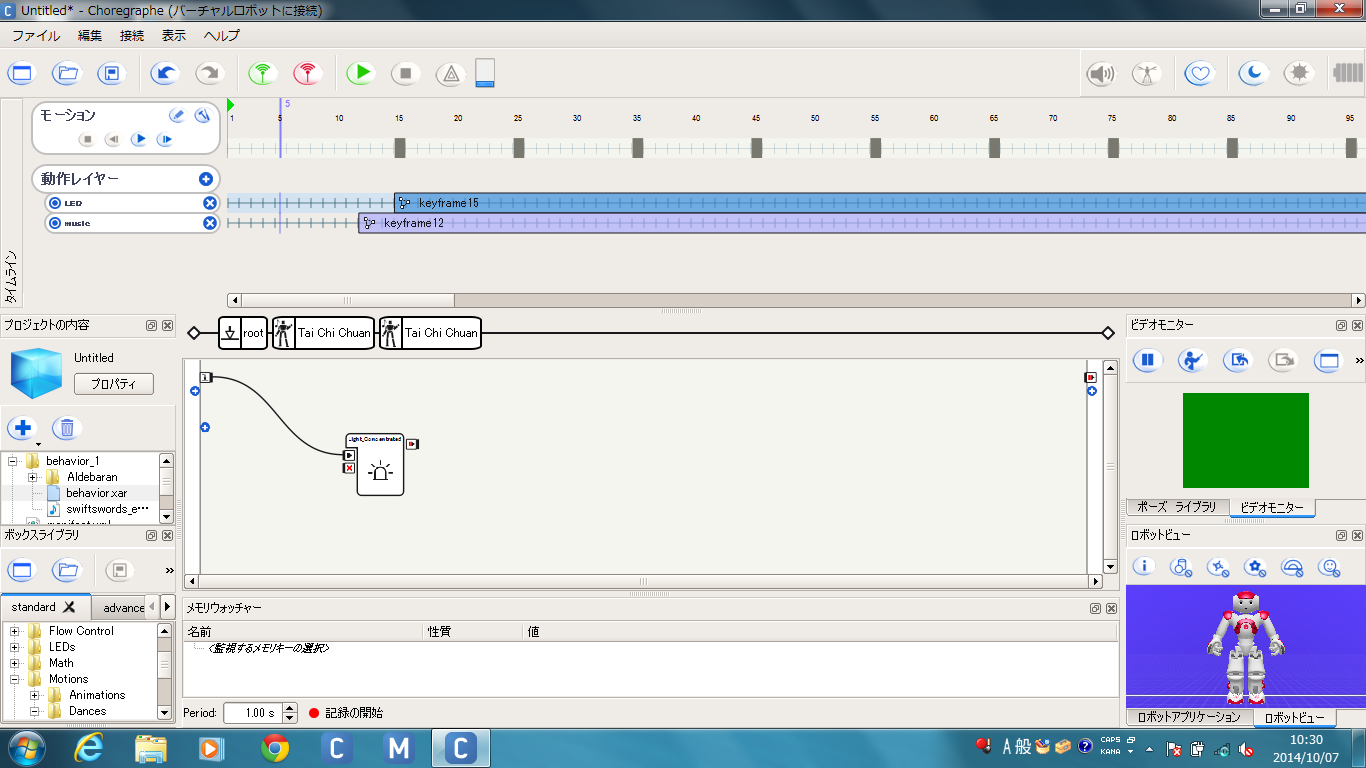 Untitled* - Choregraphe (バーチャルロボットに接続)
ファイル 編集 接続 表示 ヘルプ
モーション
5
1 5 10 15 20 25 30 35 40 45 50 55 60 65 70 75 80 85 90 95
動作レイヤー
LED
keyframe15
music
keyframe12
タイムライン
プロジェクトの内容
Untitled
プロパティ
behavior_1
Aldebaran
behavior.xar
swiftswords_e···
manifest.xml
root
Tai Chi Chuan
Tai Chi Chuan
ビデオモニター
»
ポーズ ライブラリ
ビデオモニター
ボックスライブラリ
»
standard
advance
Flow Control
LEDs
Math
Motions
Animations
Dances
メモリウォッチャー
名前 性質 値
<監視するメモリキーの選択>
Period: 1.00 s 記録の開始
ロボットビュー
ロボットアプリケーション
ロボットビュー
A 般
CAPS
KANA
10:30
2014/10/07